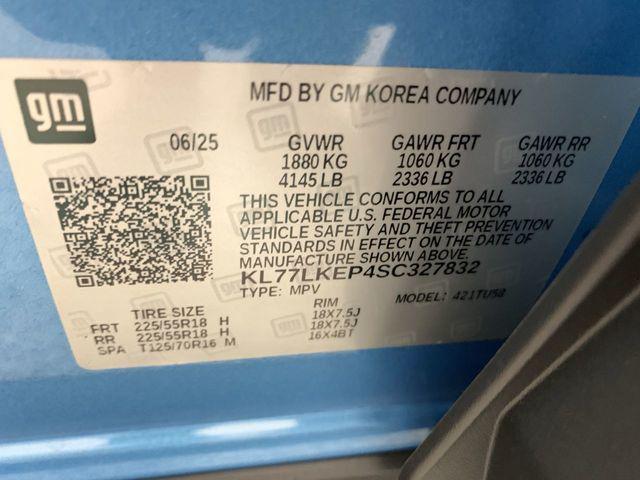 gm
MFD BY GM KOREA COMPANY
06/25 GVWR GAWR FRT GAWR RR
1880 KG 1060 KG 1060 KG
4145 LB 2336 LB 2336 LB
THIS VEHICLE CONFORMS TO ALL
APPLICABLE U.S. FEDERAL MOTOR
VEHICLE SAFETY AND THEFT PREVENTION
STANDARDS IN EFFECT ON THE DATE OF
MANUFACTURE SHOWN ABOVE.
KL77LKEP4SC327832
TYPE: MPV MODEL: 421TU58
TIRE SIZE RIM
FRT 225/55R18 H 18X7.5J
RR 225/55R18 H 18X7.5J
SPA T125/70R16 M 16X4BT